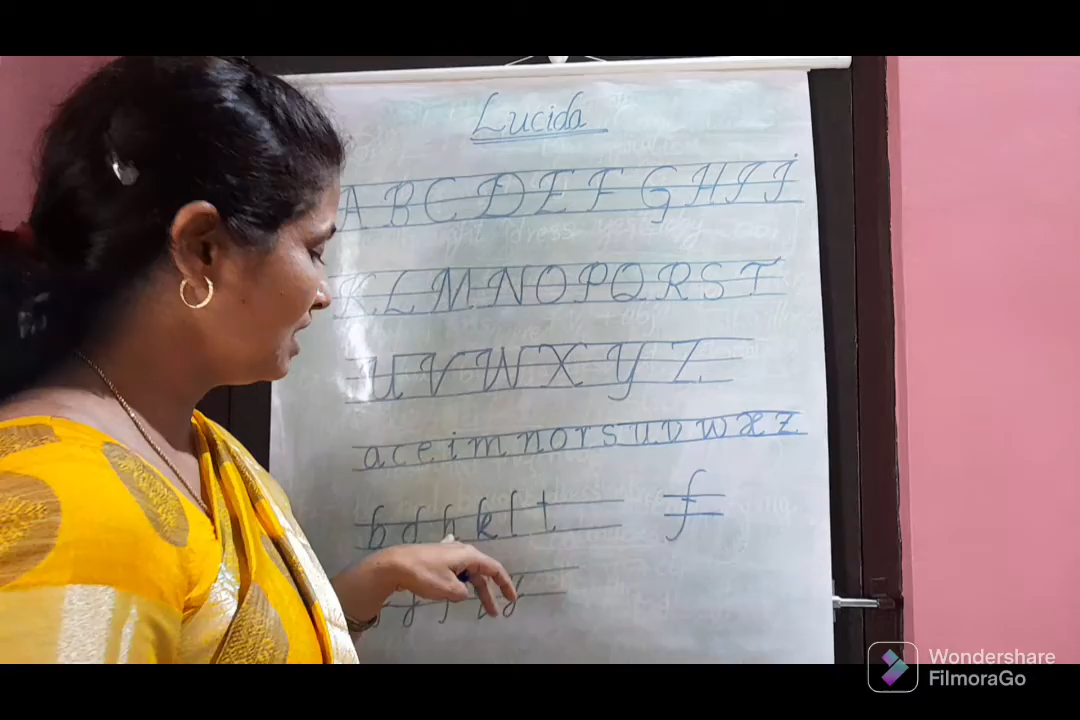 Lucida
A B C D E F G H I J
K L M N O P Q R S T
U V W X Y Z
a c e i m n o r s u v w x z
b d h k l t f
g j
Wondershare
FilmoraGo